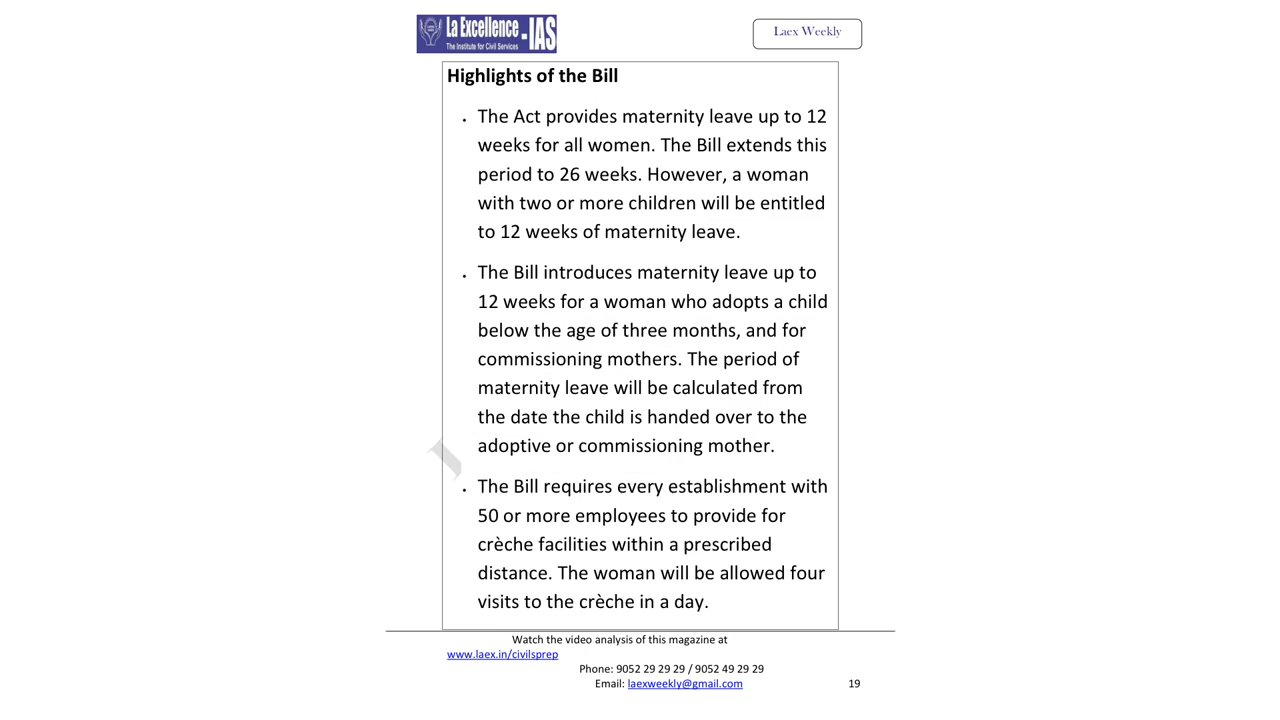 La Excellence -IAS
The Institute for Civil Services
Laex Weekly
Highlights of the Bill
• The Act provides maternity leave up to 12
weeks for all women. The Bill extends this
period to 26 weeks. However, a woman
with two or more children will be entitled
to 12 weeks of maternity leave.
• The Bill introduces maternity leave up to
12 weeks for a woman who adopts a child
below the age of three months, and for
commissioning mothers. The period of
maternity leave will be calculated from
the date the child is handed over to the
adoptive or commissioning mother.
• The Bill requires every establishment with
50 or more employees to provide for
crèche facilities within a prescribed
distance. The woman will be allowed four
visits to the crèche in a day.
Watch the video analysis of this magazine at
www.laex.in/civilsprep
Phone: 9052 29 29 29 / 9052 49 29 29
Email: laexweekly@gmail.com 19